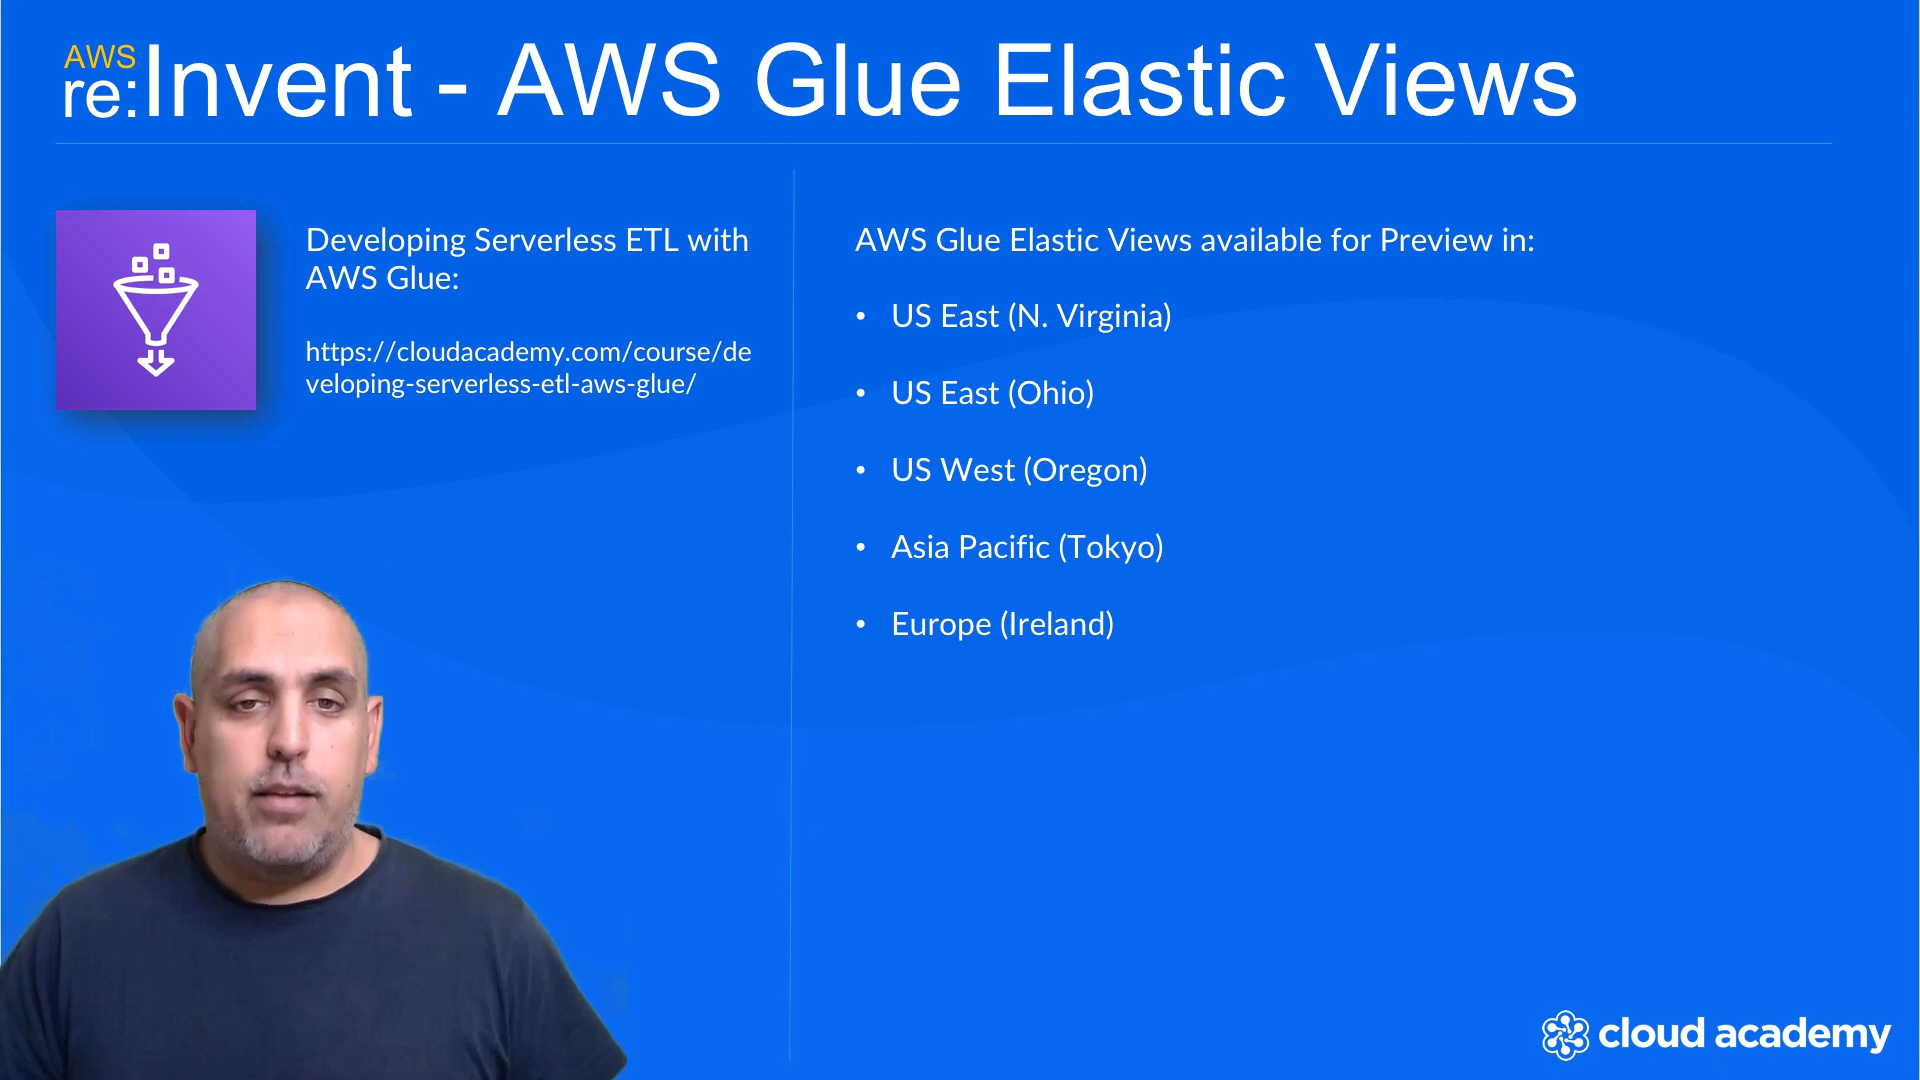 AWS
re:Invent - AWS Glue Elastic Views
Developing Serverless ETL with
AWS Glue:
https://cloudacademy.com/course/de
veloping-serverless-etl-aws-glue/
AWS Glue Elastic Views available for Preview in:
• US East (N. Virginia)
• US East (Ohio)
• US West (Oregon)
• Asia Pacific (Tokyo)
• Europe (Ireland)
cloud academy